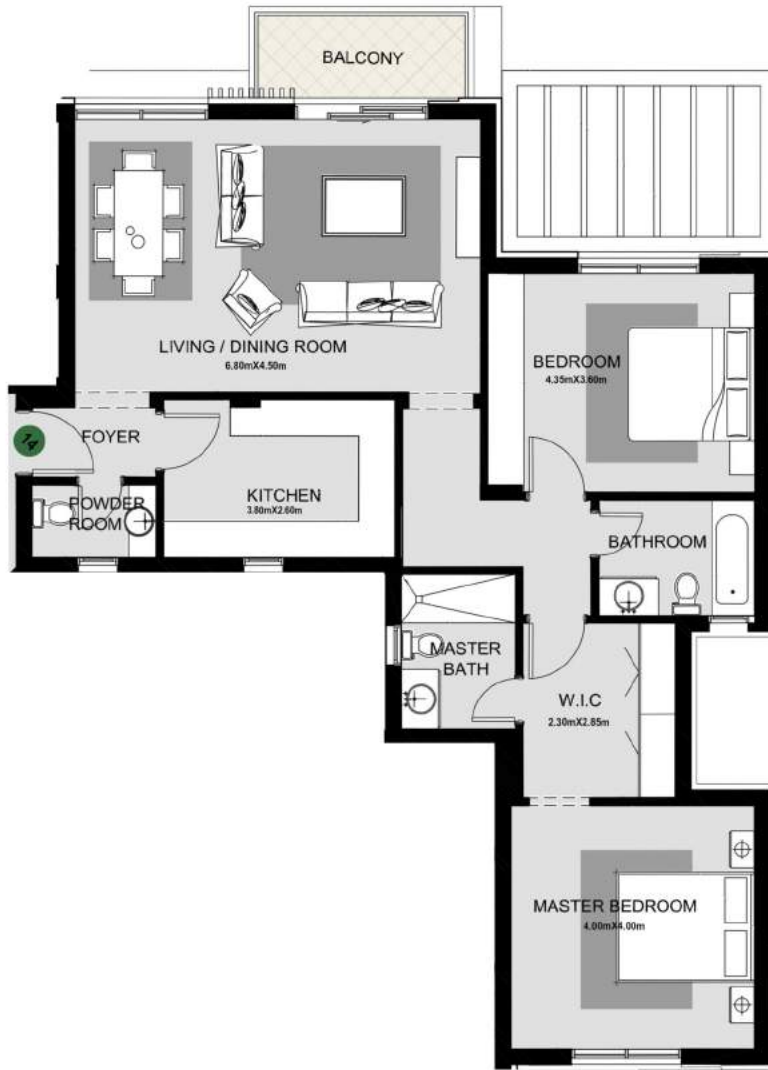 BALCONY
LIVING / DINING ROOM
6.80mX4.50m
BEDROOM
4.35mX3.60m
14
FOYER
POWDER
ROOM
KITCHEN
3.80mX2.60m
BATHROOM
MASTER
BATH
W.I.C
2.30mX2.85m
MASTER BEDROOM
4.00mX4.00m